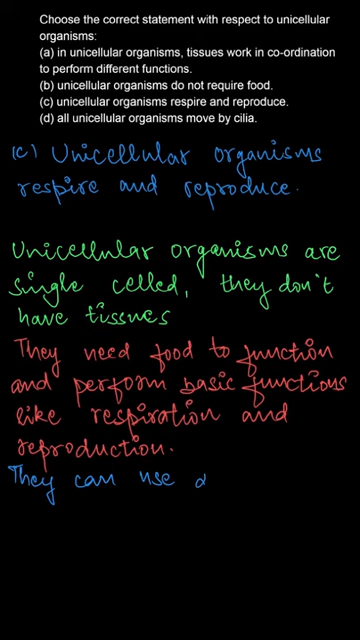 Choose the correct statement with respect to unicellular
organisms:
(a) in unicellular organisms, tissues work in co-ordination
to perform different functions.
(b) unicellular organisms do not require food.
(c) unicellular organisms respire and reproduce.
(d) all unicellular organisms move by cilia.
(c) Unicellular organisms
respire and reproduce.
Unicellular organisms are
single celled, they don't
have tissues
They need food to function
and perform basic functions
like respiration and
reproduction.
They can use